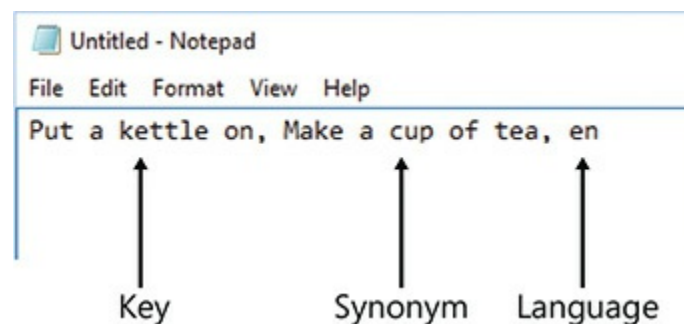 Untitled - Notepad
File Edit Format View Help
Put a kettle on, Make a cup of tea, en
Key Synonym Language